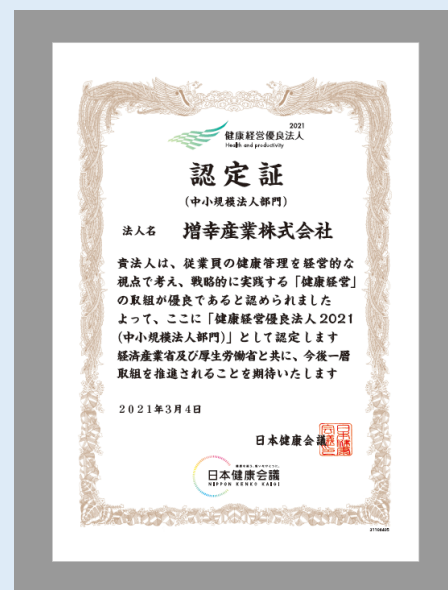 2021
健康経営優良法人
Health and productivity
認定証
(中小規模法人部門)
法人名 増幸産業株式会社
貴法人は、従業員の健康管理を経営的な
視点で考え、戦略的に実践する「健康経営」
の取組が優良であると認められました
よって、ここに「健康経営優良法人2021
(中小規模法人部門)」として認定します
経済産業省及び厚生労働省と共に、今後一層
取組を推進されることを期待いたします
2021年3月4日
日本健康会議
日本健康会議
NIPPON KENKO KAIGI